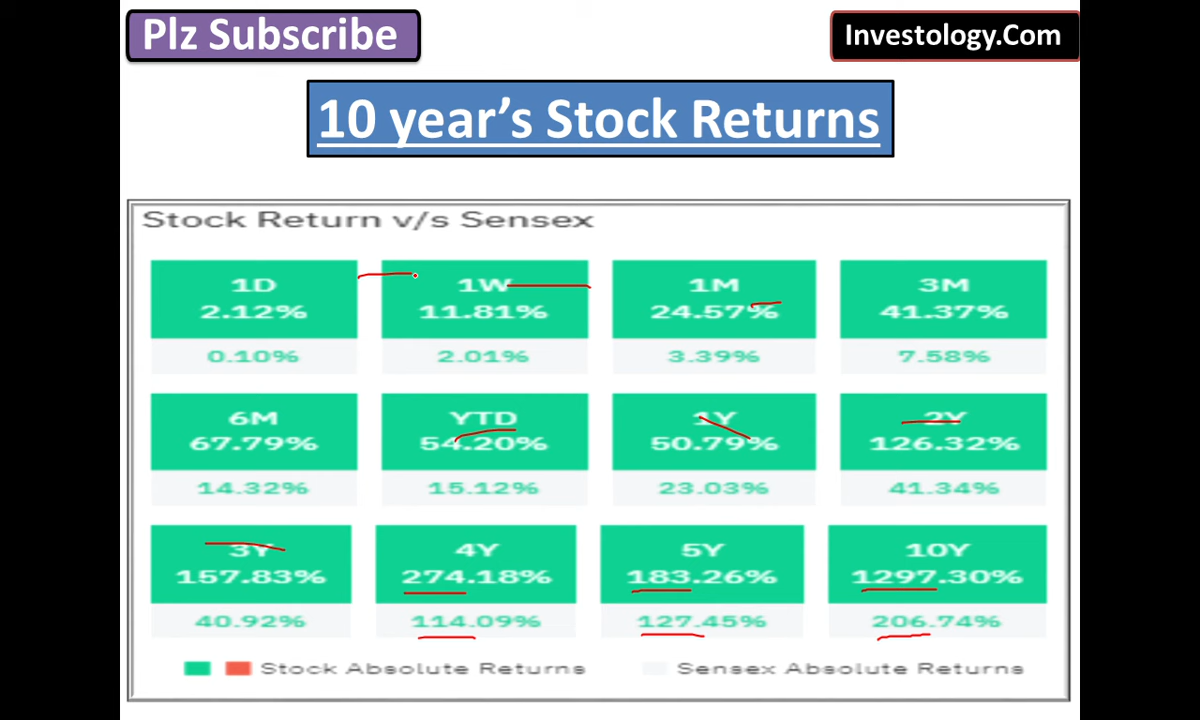 Plz Subscribe
Investology.Com
10 year's Stock Returns
Stock Return v/s Sensex
1D 1W 1M 3M
2.12% 11.81% 24.57% 41.37%
0.10% 2.01% 3.39% 7.58%
6M YTD 1Y 2Y
67.79% 54.20% 50.79% 126.32%
14.32% 15.12% 23.03% 41.34%
3Y 4Y 5Y 10Y
157.83% 274.18% 183.26% 1297.30%
40.92% 114.09% 127.45% 206.74%
Stock Absolute Returns Sensex Absolute Returns